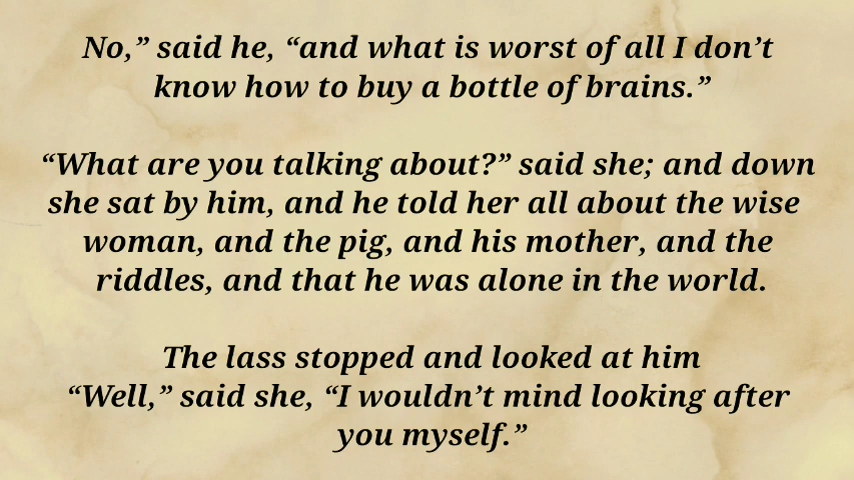 No,” said he, “and what is worst of all I don’t
know how to buy a bottle of brains.”
“What are you talking about?” said she; and down
she sat by him, and he told her all about the wise
woman, and the pig, and his mother, and the
riddles, and that he was alone in the world.
The lass stopped and looked at him
“Well,” said she, “I wouldn’t mind looking after
you myself.”